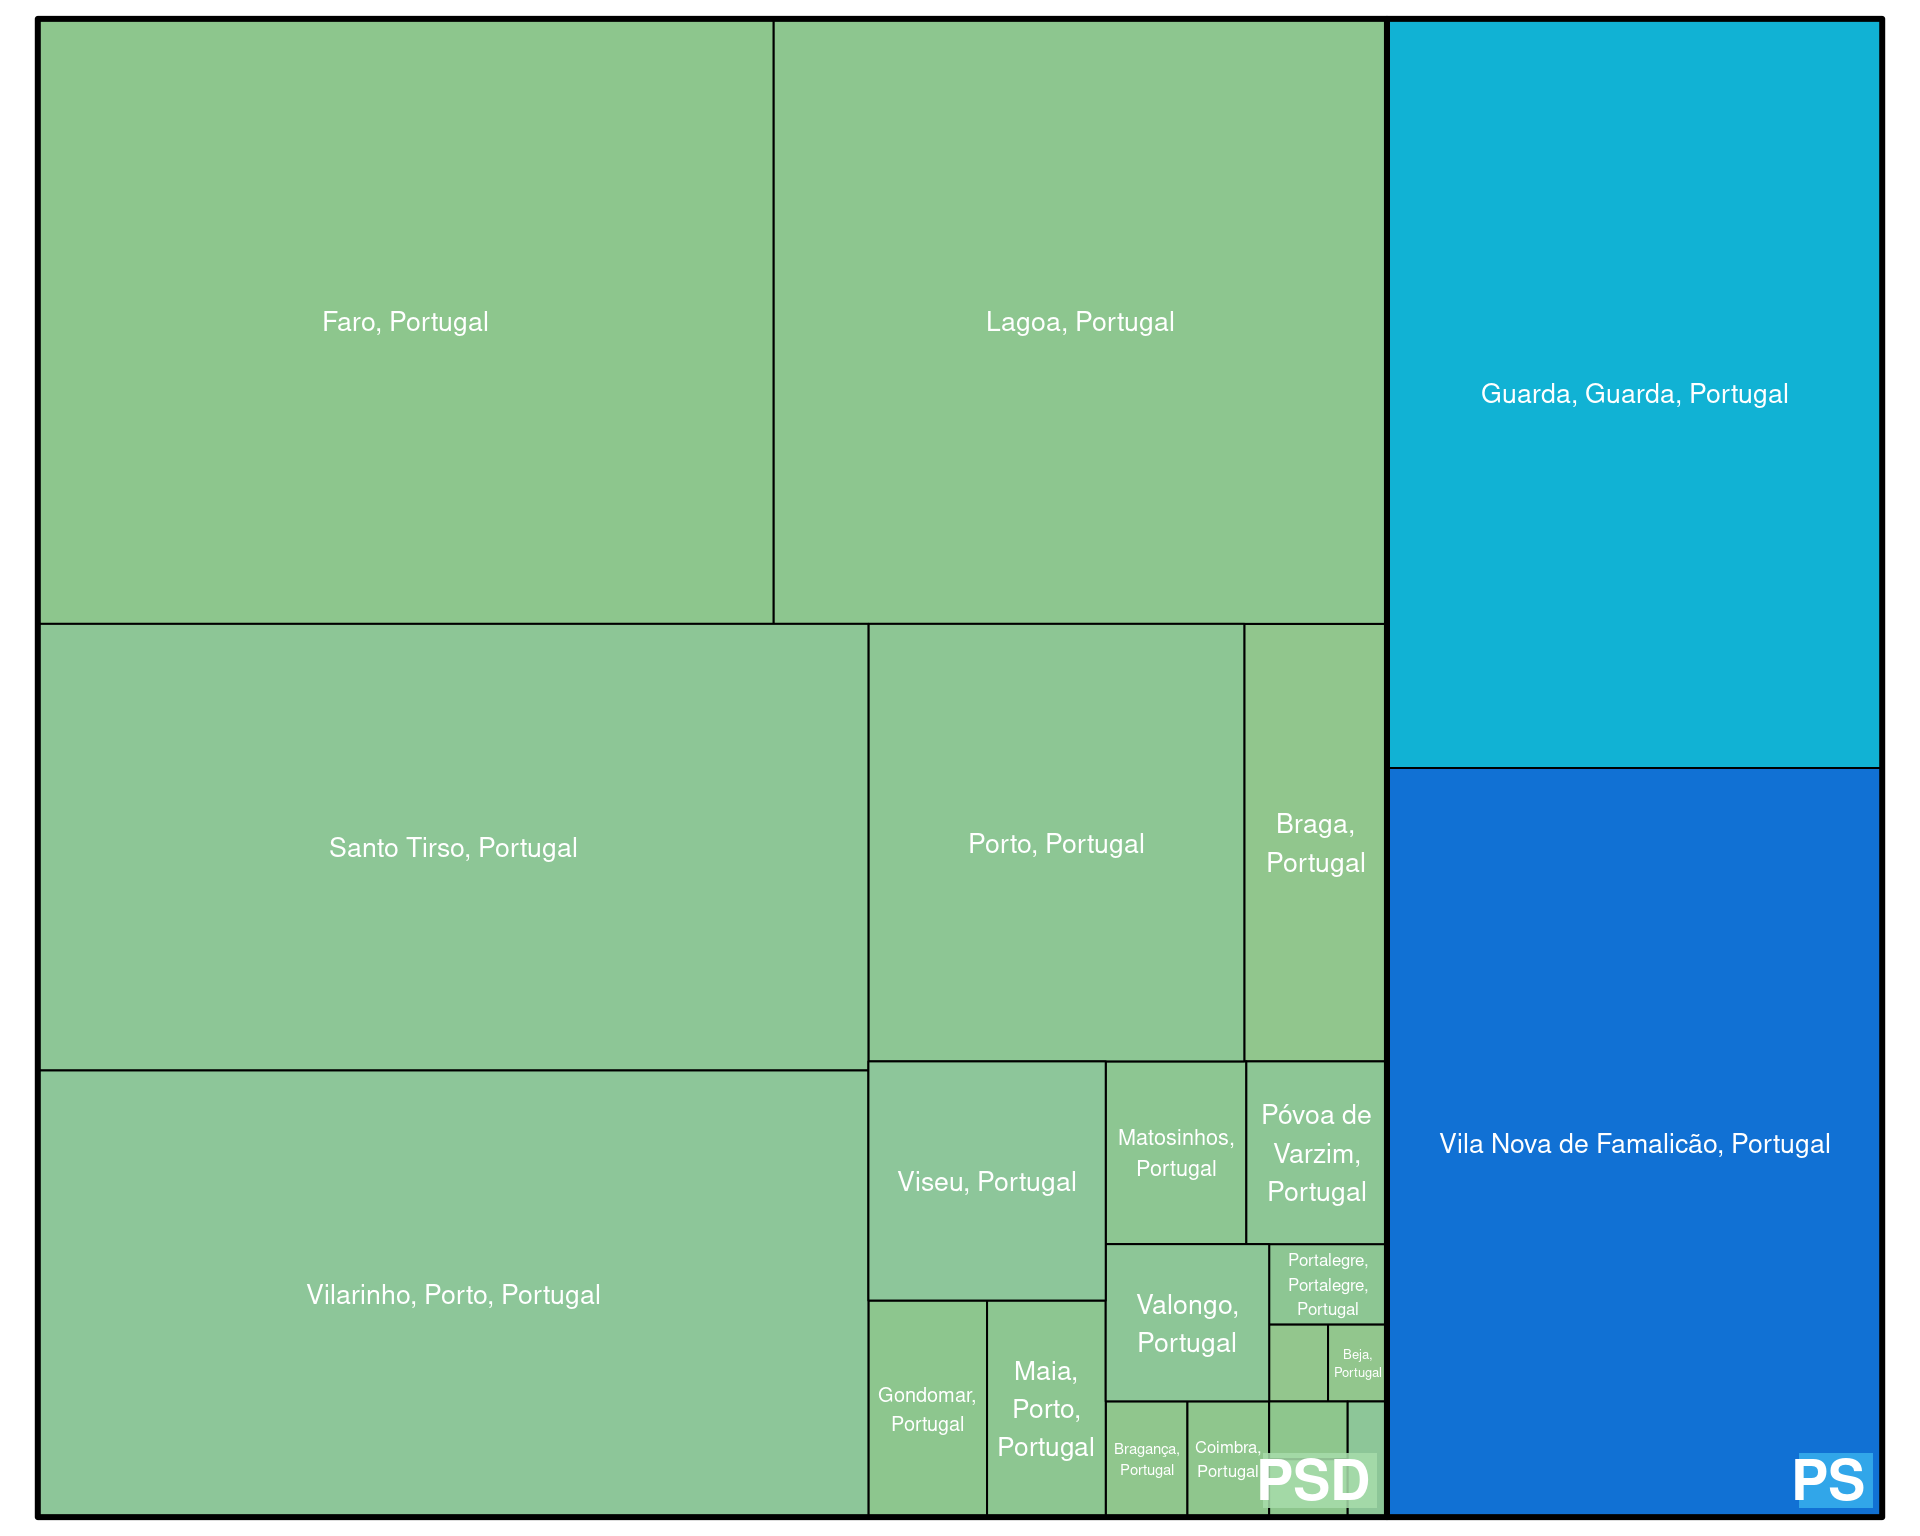 Faro, Portugal
Lagoa, Portugal
Guarda, Guarda, Portugal
Santo Tirso, Portugal
Porto, Portugal
Braga,
Portugal
Vila Nova de Famalicão, Portugal
Vilarinho, Porto, Portugal
Viseu, Portugal
Matosinhos,
Portugal
Póvoa de
Varzim,
Portugal
Gondomar,
Portugal
Maia,
Porto,
Portugal
Valongo,
Portugal
Portalegre,
Portalegre,
Portugal
Beja,
Portugal
Bragança,
Portugal
Coimbra,
Portugal
PSD
PS